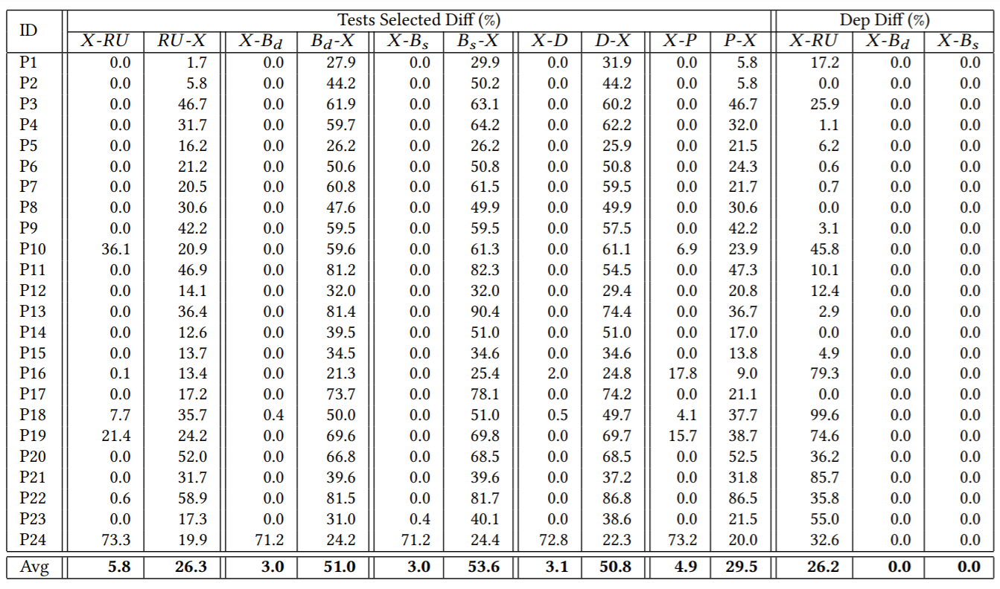 ID Tests Selected Diff (%) Dep Diff (%)
X-RU RU-X X-B_d B_d-X X-B_s B_s-X X-D D-X X-P P-X X-RU X-B_d X-B_s
P1 0.0 1.7 0.0 27.9 0.0 29.9 0.0 31.9 0.0 5.8 17.2 0.0 0.0
P2 0.0 5.8 0.0 44.2 0.0 50.2 0.0 44.2 0.0 5.8 0.0 0.0 0.0
P3 0.0 46.7 0.0 61.9 0.0 63.1 0.0 60.2 0.0 46.7 25.9 0.0 0.0
P4 0.0 31.7 0.0 59.7 0.0 64.2 0.0 62.2 0.0 32.0 1.1 0.0 0.0
P5 0.0 16.2 0.0 26.2 0.0 26.2 0.0 25.9 0.0 21.5 6.2 0.0 0.0
P6 0.0 21.2 0.0 50.6 0.0 50.8 0.0 50.8 0.0 24.3 0.6 0.0 0.0
P7 0.0 20.5 0.0 60.8 0.0 61.5 0.0 59.5 0.0 21.7 0.7 0.0 0.0
P8 0.0 30.6 0.0 47.6 0.0 49.9 0.0 49.9 0.0 30.6 0.0 0.0 0.0
P9 0.0 42.2 0.0 59.5 0.0 59.5 0.0 57.5 0.0 42.2 3.1 0.0 0.0
P10 36.1 20.9 0.0 59.6 0.0 61.3 0.0 61.1 6.9 23.9 45.8 0.0 0.0
P11 0.0 46.9 0.0 81.2 0.0 82.3 0.0 54.5 0.0 47.3 10.1 0.0 0.0
P12 0.0 14.1 0.0 32.0 0.0 32.0 0.0 29.4 0.0 20.8 12.4 0.0 0.0
P13 0.0 36.4 0.0 81.4 0.0 90.4 0.0 74.4 0.0 36.7 2.9 0.0 0.0
P14 0.0 12.6 0.0 39.5 0.0 51.0 0.0 51.0 0.0 17.0 0.0 0.0 0.0
P15 0.0 13.7 0.0 34.5 0.0 34.6 0.0 34.6 0.0 13.8 4.9 0.0 0.0
P16 0.1 13.4 0.0 21.3 0.0 25.4 2.0 24.8 17.8 9.0 79.3 0.0 0.0
P17 0.0 17.2 0.0 73.7 0.0 78.1 0.0 74.2 0.0 21.1 0.0 0.0 0.0
P18 7.7 35.7 0.4 50.0 0.0 51.0 0.5 49.7 4.1 37.7 99.6 0.0 0.0
P19 21.4 24.2 0.0 69.6 0.0 69.8 0.0 69.7 15.7 38.7 74.6 0.0 0.0
P20 0.0 52.0 0.0 66.8 0.0 68.5 0.0 68.5 0.0 52.5 36.2 0.0 0.0
P21 0.0 31.7 0.0 39.6 0.0 39.6 0.0 37.2 0.0 31.8 85.7 0.0 0.0
P22 0.6 58.9 0.0 81.5 0.0 81.7 0.0 86.8 0.0 86.5 35.8 0.0 0.0
P23 0.0 17.3 0.0 31.0 0.4 40.1 0.0 38.6 0.0 21.5 55.0 0.0 0.0
P24 73.3 19.9 71.2 24.2 71.2 24.4 72.8 22.3 73.2 20.0 32.6 0.0 0.0
Avg 5.8 26.3 3.0 51.0 3.0 53.6 3.1 50.8 4.9 29.5 26.2 0.0 0.0